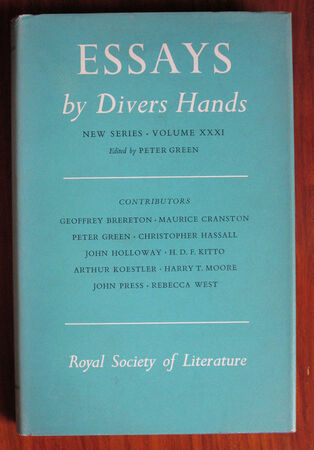 ESSAYS
by Divers Hands
NEW SERIES · VOLUME XXXI
Edited by PETER GREEN
CONTRIBUTORS
GEOFFREY BRERETON · MAURICE CRANSTON
PETER GREEN · CHRISTOPHER HASSALL
JOHN HOLLOWAY · H. D. F. KITTO
ARTHUR KOESTLER · HARRY T. MOORE
JOHN PRESS · REBECCA WEST
Royal Society of Literature